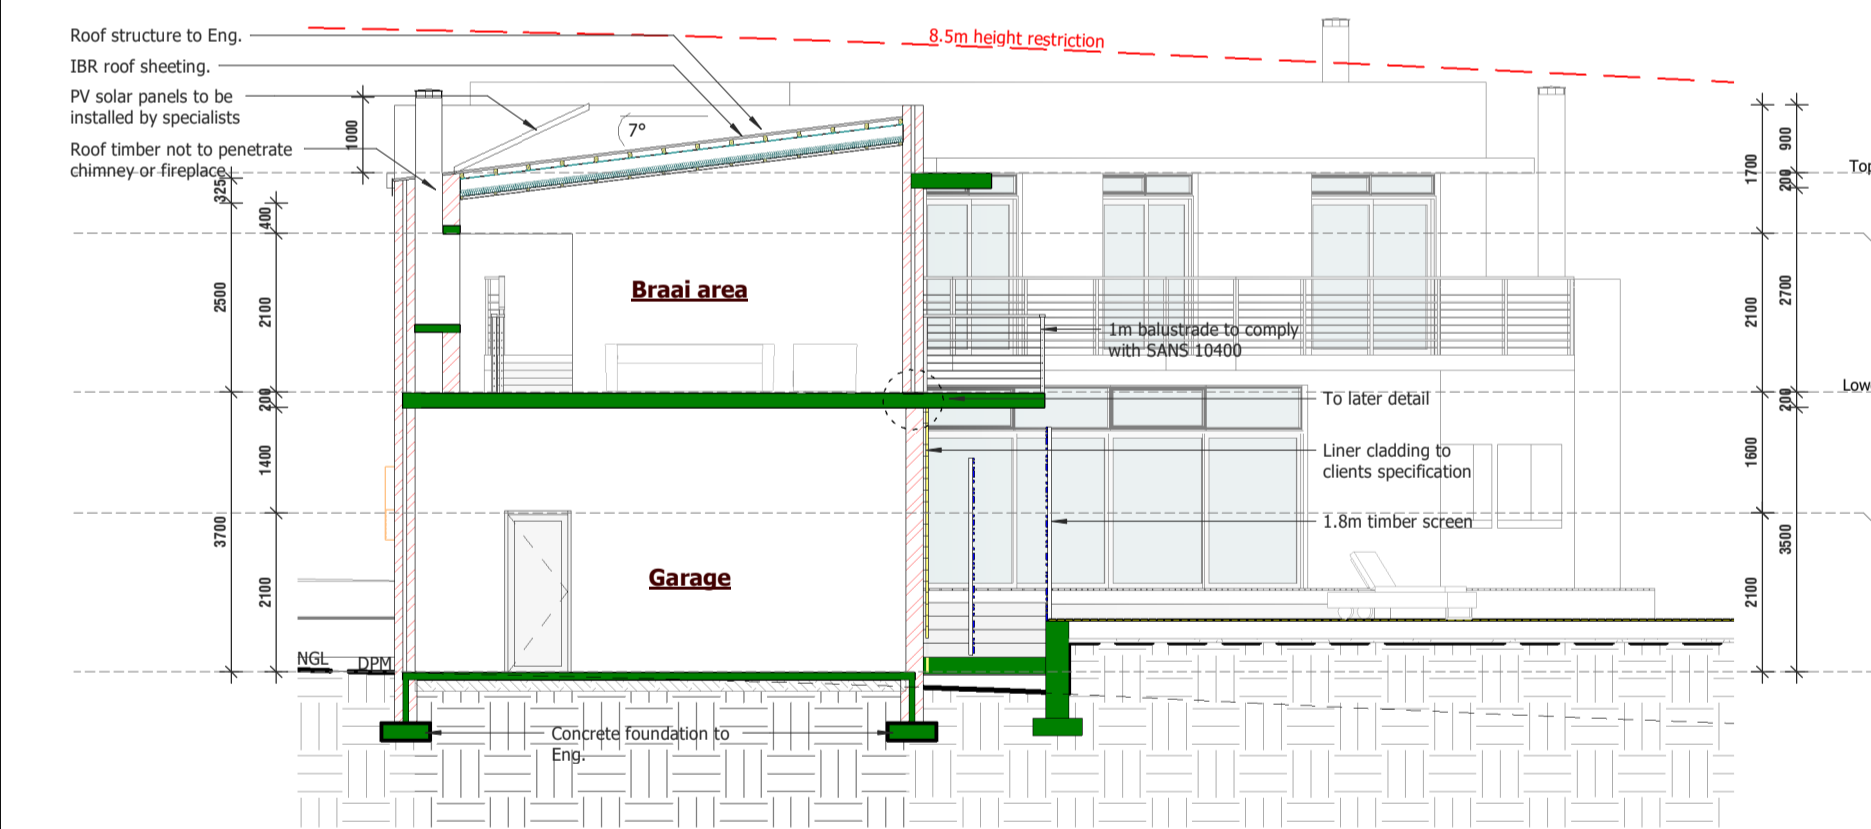 8.5m height restriction
Roof structure to Eng.
IBR roof sheeting.
PV solar panels to be
installed by specialists
Roof timber not to penetrate
chimney or fireplace
7°
1000
325
400
2500
2100
200
1400
3700
2100
Braai area
Garage
1m balustrade to comply
with SANS 10400
To later detail
Liner cladding to
clients specification
1.8m timber screen
NGL
DPM
Concrete foundation to
Eng.
1700
900
200
2100
2700
200
1600
3500
2100
Top
Low